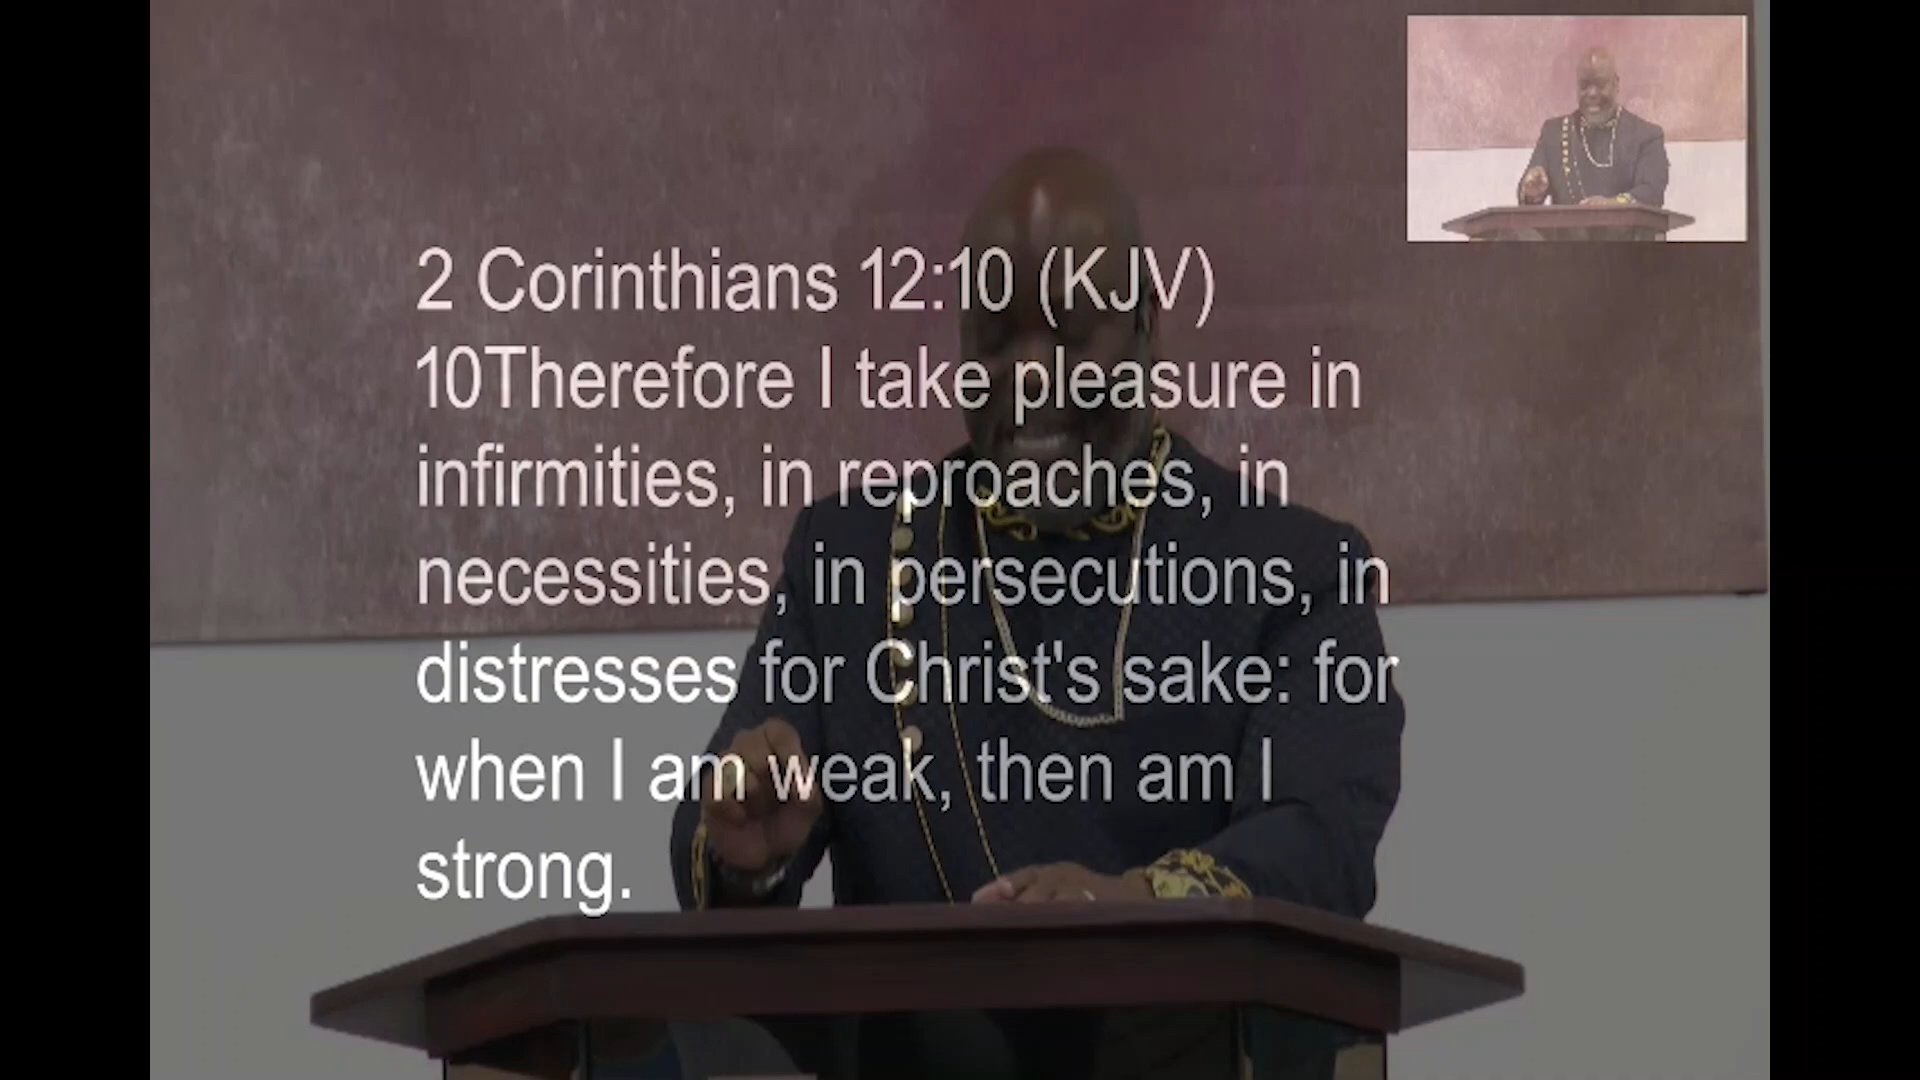 2 Corinthians 12:10 (KJV)
10Therefore I take pleasure in
infirmities, in reproaches, in
necessities, in persecutions, in
distresses for Christ's sake: for
when I am weak, then am I
strong.